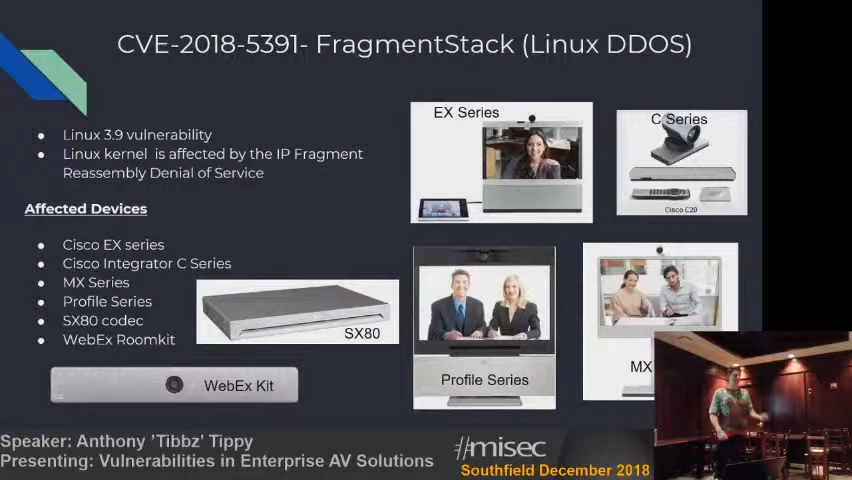 CVE-2018-5391- FragmentStack (Linux DDOS)
Linux 3.9 vulnerability
Linux kernel is affected by the IP Fragment
Reassembly Denial of Service
Affected Devices
Cisco EX series
Cisco Integrator C Series
MX Series
Profile Series
SX80 codec
WebEx Roomkit
EX Series
C Series
Cisco C20
SX80
WebEx Kit
Profile Series
MX
Speaker: Anthony 'Tibbz' Tippy
Presenting: Vulnerabilities in Enterprise AV Solutions
#misec
Southfield December 2018